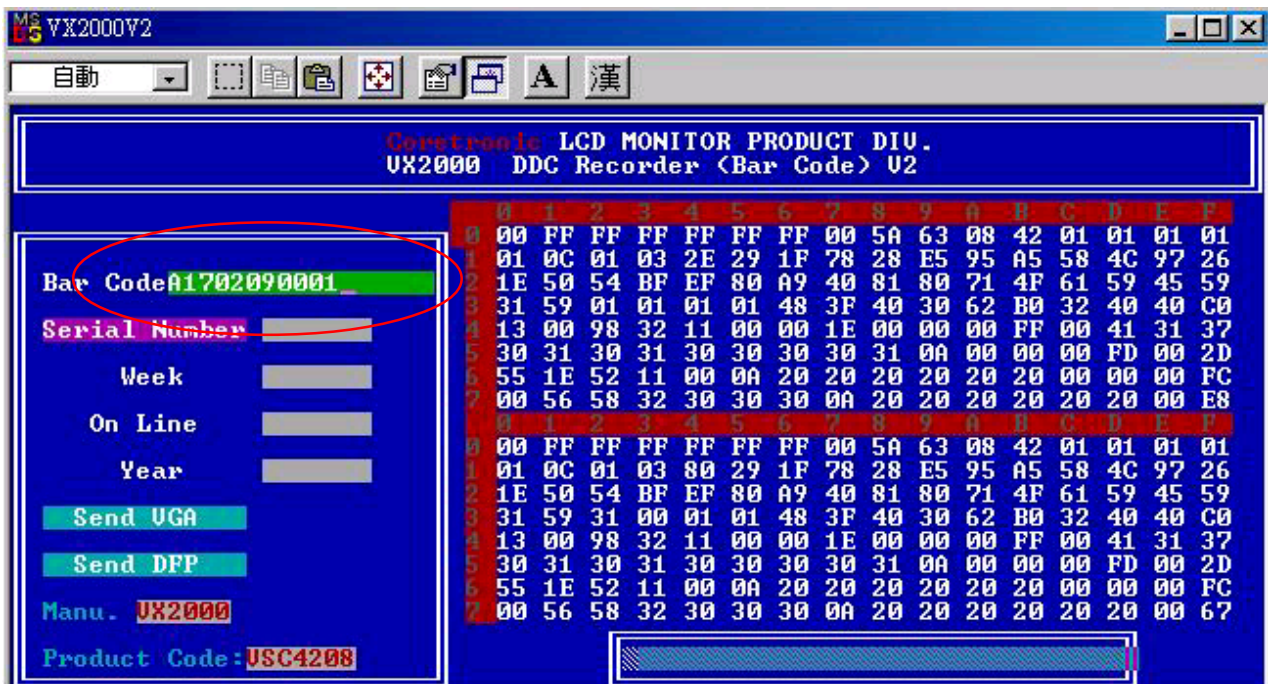 VX2000V2
自動
A 漢
Coretronic LCD MONITOR PRODUCT DIV.
VX2000 DDC Recorder (Bar Code) V2
Bar Code A1702090001_
Serial Number
Week
On Line
Year
Send VGA
Send DFP
Manu. VX2000
Product Code:VSC4208
0 1 2 3 4 5 6 7 8 9 A B C D E F
0 00 FF FF FF FF FF FF 00 5A 63 08 42 01 01 01 01
1 01 0C 01 03 2E 29 1F 78 28 E5 95 A5 58 4C 97 26
2 1E 50 54 BF EF 80 A9 40 81 80 71 4F 61 59 45 59
3 31 59 01 01 01 01 48 3F 40 30 62 B0 32 40 40 C0
4 13 00 98 32 11 00 00 1E 00 00 00 FF 00 41 31 37
5 30 31 30 31 30 30 30 30 31 0A 00 00 00 FD 00 2D
6 55 1E 52 11 00 0A 20 20 20 20 20 20 00 00 00 FC
7 00 56 58 32 30 30 30 0A 20 20 20 20 20 20 00 E8
0 1 2 3 4 5 6 7 8 9 A B C D E F
0 00 FF FF FF FF FF FF 00 5A 63 08 42 01 01 01 01
1 01 0C 01 03 80 29 1F 78 28 E5 95 A5 58 4C 97 26
2 1E 50 54 BF EF 80 A9 40 81 80 71 4F 61 59 45 59
3 31 59 31 00 01 01 48 3F 40 30 62 B0 32 40 40 C0
4 13 00 98 32 11 00 00 1E 00 00 00 FF 00 41 31 37
5 30 31 30 31 30 30 30 30 31 0A 00 00 00 FD 00 2D
6 55 1E 52 11 00 0A 20 20 20 20 20 20 00 00 00 FC
7 00 56 58 32 30 30 30 0A 20 20 20 20 20 20 00 67